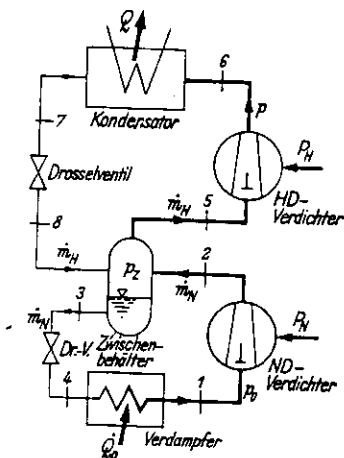 Q̇
6
Kondensator
7
p
P_H
Drosselventil
HD-
Verdichter
5
ṁ_H
8
ṁ_H
p_z
2
ṁ_N
ṁ_N
3
P_N
Dr.-V.
Zwischen-
behälter
ND-
Verdichter
4
1
p_0
Q̇_0
Verdampfer